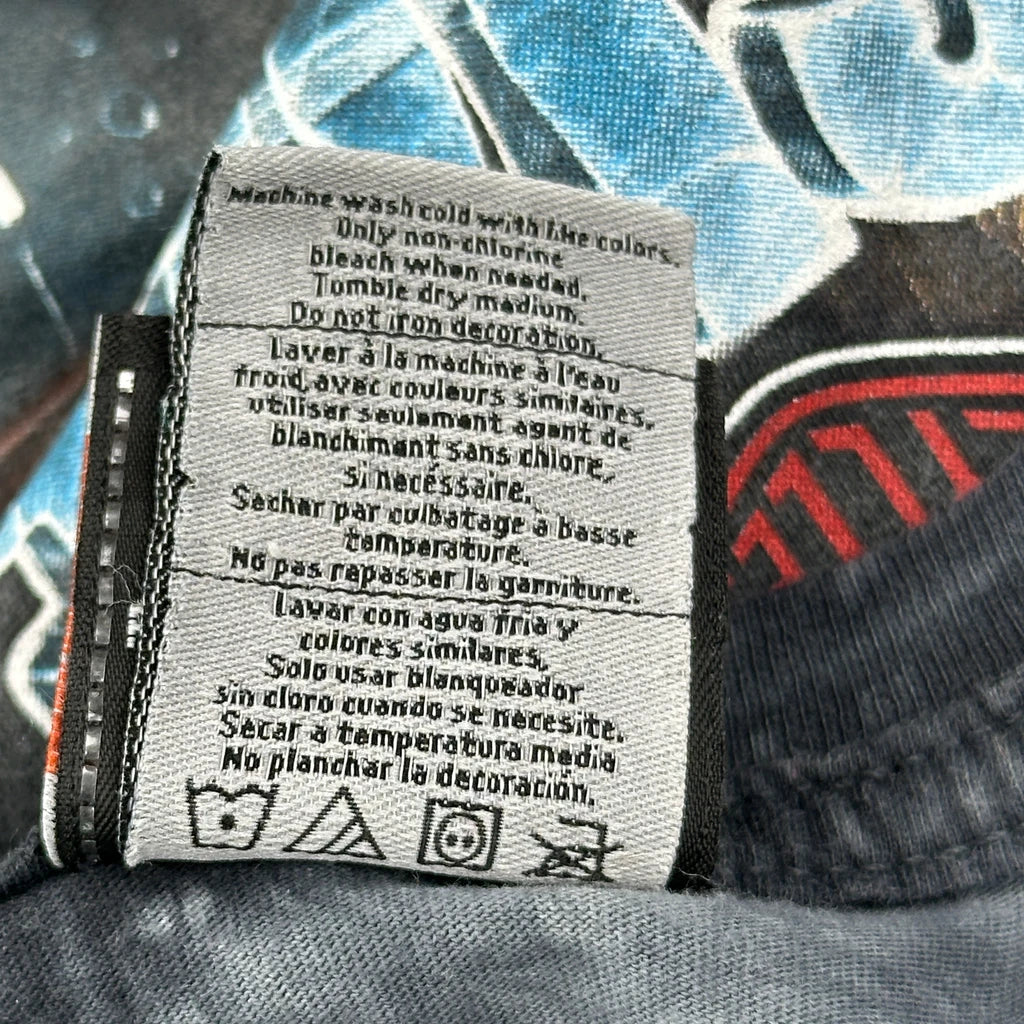 Machine wash cold with like colors.
Only non-chlorine
bleach when needed.
Tumble dry medium.
Do not iron decoration.
Laver à la machine à l'eau
froid, avec couleurs similaires.
utiliser seulement agent de
blanchiment sans chlore,
si necéssaire.
Sechar par culbatage à basse
température.
No pas repasser la garniture.
Lavar con agua fria y
colores similares.
Solo usar blanqueador
sin cloro cuando se necesite.
Secar a temperatura media
No planchar la decoración.